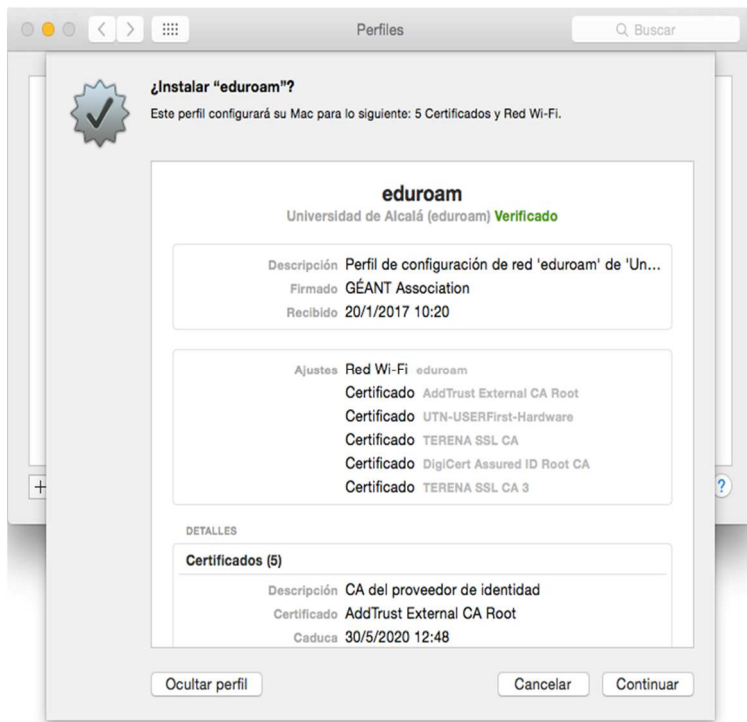 Perfiles
Buscar
¿Instalar “eduroam”?
Este perfil configurará su Mac para lo siguiente: 5 Certificados y Red Wi-Fi.
eduroam
Universidad de Alcalá (eduroam) Verificado
Descripción Perfil de configuración de red 'eduroam' de 'Un...
Firmado GÉANT Association
Recibido 20/1/2017 10:20
Ajustes Red Wi-Fi eduroam
Certificado AddTrust External CA Root
Certificado UTN-USERFirst-Hardware
Certificado TERENA SSL CA
Certificado DigiCert Assured ID Root CA
Certificado TERENA SSL CA 3
+
?
DETALLES
Certificados (5)
Descripción CA del proveedor de identidad
Certificado AddTrust External CA Root
Caduca 30/5/2020 12:48
Ocultar perfil
Cancelar
Continuar